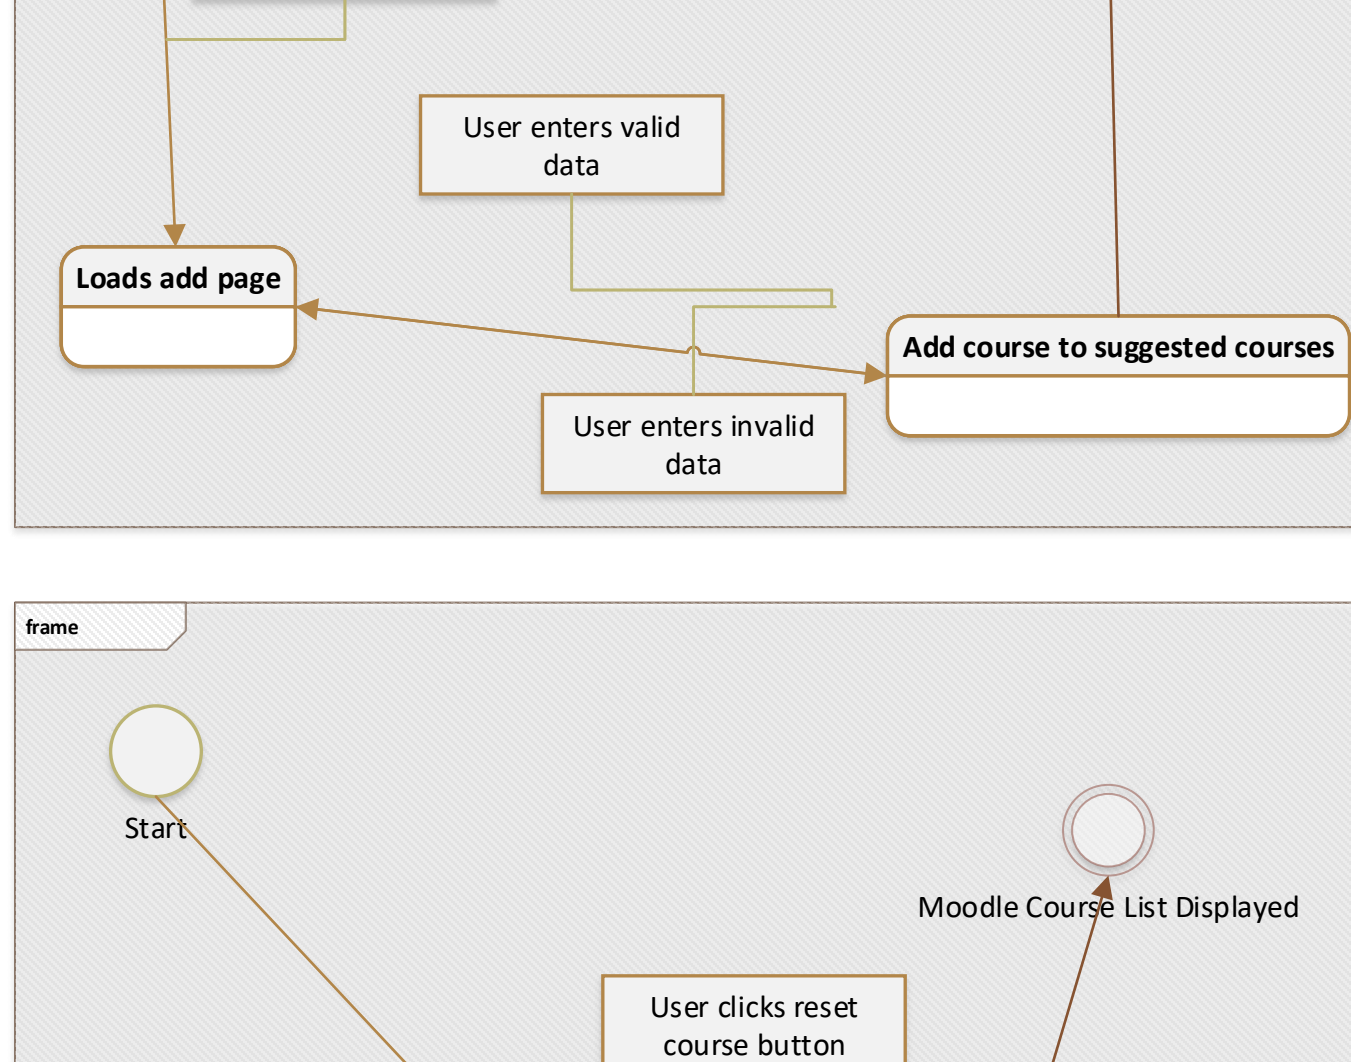 User enters valid
data
Loads add page
Add course to suggested courses
User enters invalid
data
frame
Start
Moodle Course List Displayed
User clicks reset
course button